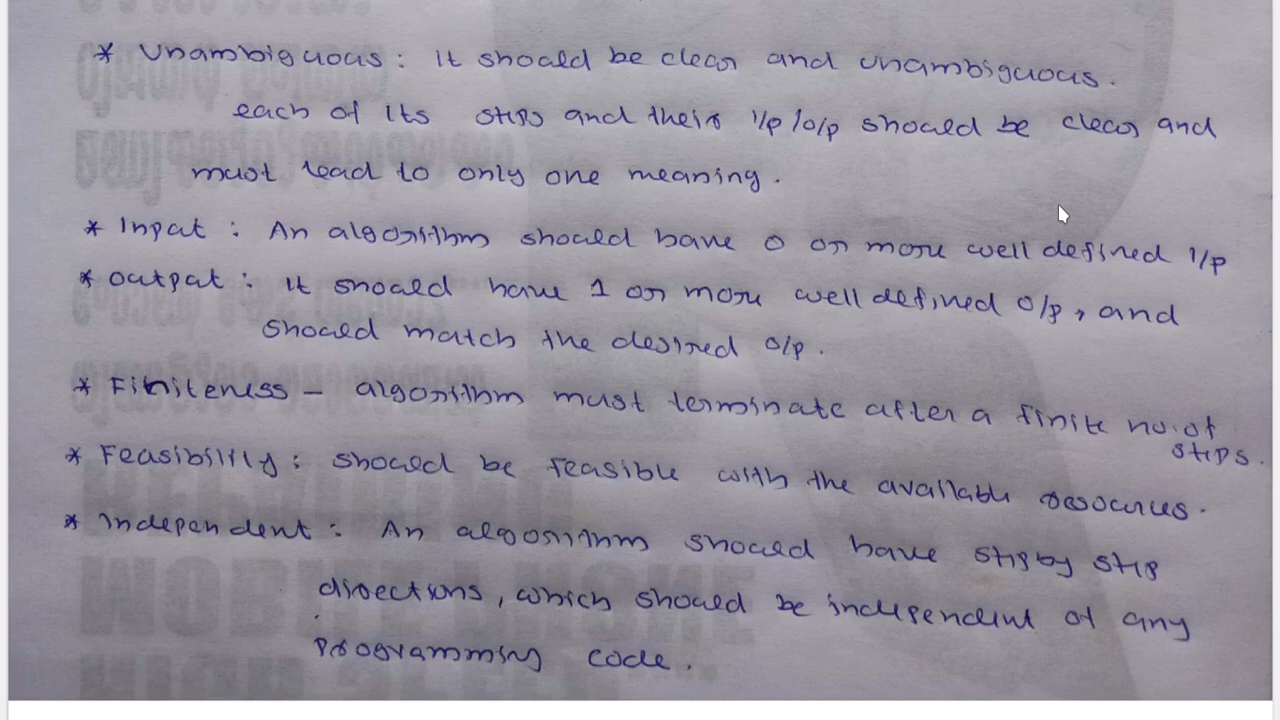 * Unambiguous: it should be clear and unambiguous.
each of its steps and their i/p /o/p should be clear and
must lead to only one meaning.
* Input : An algorithm should have 0 or more well defined i/p
* output : it should have 1 or more well defined o/p, and
should match the desired o/p.
* Finiteness - algorithm must terminate after a finite no.of
steps.
* Feasibility : should be feasible with the available resources.
* Independent : An algorithm should have step by step
directions, which should be independent of any
programming code.